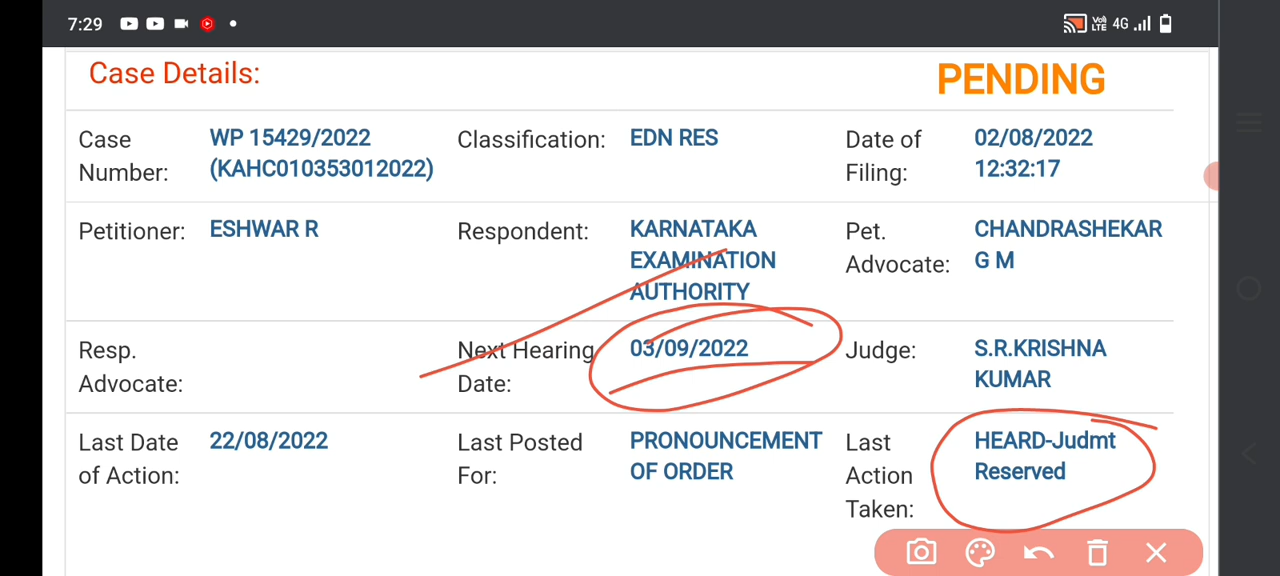 7:29
Vo) LTE 4G
Case Details:
PENDING
Case Number:
WP 15429/2022
(KAHC010353012022)
Classification:
EDN RES
Date of Filing:
02/08/2022
12:32:17
Petitioner:
ESHWAR R
Respondent:
KARNATAKA
EXAMINATION
AUTHORITY
Pet.
Advocate:
CHANDRASHEKAR
G M
Resp.
Advocate:
Next Hearing
Date:
03/09/2022
Judge:
S.R.KRISHNA
KUMAR
Last Date
of Action:
22/08/2022
Last Posted
For:
PRONOUNCEMENT
OF ORDER
Last
Action
Taken:
HEARD-Judmt
Reserved